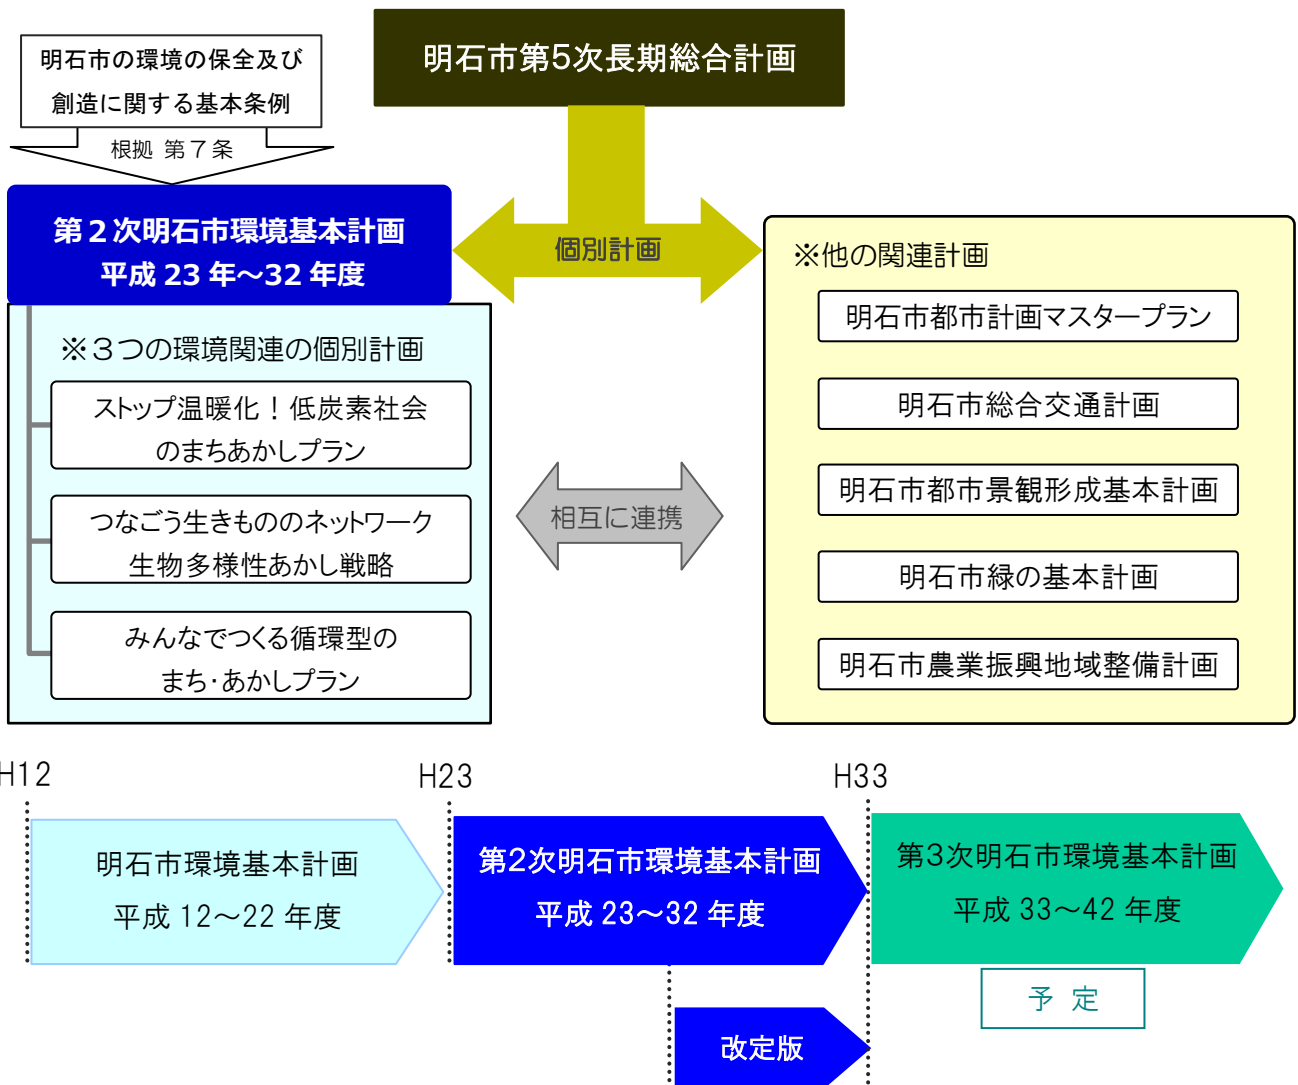 明石市の環境の保全及び
創造に関する基本条例
根拠 第７条
明石市第5次長期総合計画
第２次明石市環境基本計画
平成 23 年～32 年度
個別計画
※３つの環境関連の個別計画
ストップ温暖化！低炭素社会
のまちあかしプラン
つなごう生きもののネットワーク
生物多様性あかし戦略
みんなでつくる循環型の
まち・あかしプラン
相互に連携
※他の関連計画
明石市都市計画マスタープラン
明石市総合交通計画
明石市都市景観形成基本計画
明石市緑の基本計画
明石市農業振興地域整備計画
H12
H23
H33
明石市環境基本計画
平成 12～22 年度
第2次明石市環境基本計画
平成 23～32 年度
第3次明石市環境基本計画
平成 33～42 年度
予 定
改定版